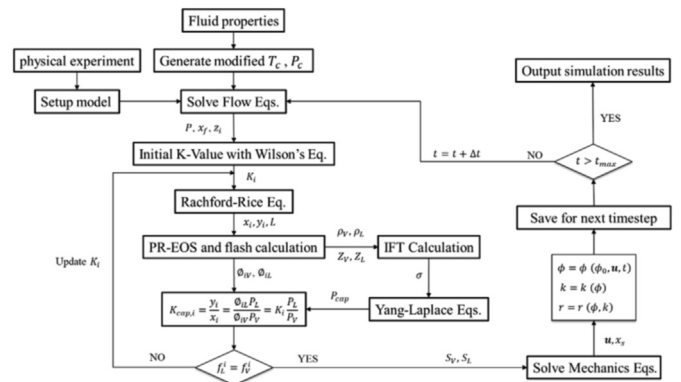 Fluid properties
physical experiment
Generate modified T_c , P_c
Output simulation results
Setup model
Solve Flow Eqs.
YES
P, x_f, z_i
t = t + Δt
NO
t > t_max
Initial K-Value with Wilson's Eq.
K_i
Rachford-Rice Eq.
x_i, y_i, L
Save for next timestep
ρ_V, ρ_L
PR-EOS and flash calculation
IFT Calculation
Z_V, Z_L
Update K_i
∅_iV, ∅_iL
σ
ϕ = ϕ (ϕ_0, u, t)
k = k (ϕ)
r = r (ϕ, k)
P_cap
K_cap,i = y_i/x_i = ∅_iL P_L/∅_iV P_V = K_i P_L/P_V
Yang-Laplace Eqs.
u, x_s
NO
f_L^i = f_V^i
YES
S_V, S_L
Solve Mechanics Eqs.